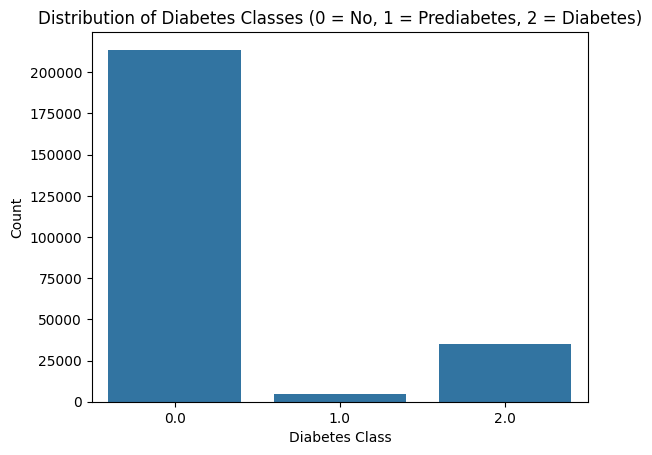 Distribution of Diabetes Classes (0 = No, 1 = Prediabetes, 2 = Diabetes)
200000
175000
150000
125000
100000
75000
50000
25000
0
Count
0.0 1.0 2.0
Diabetes Class